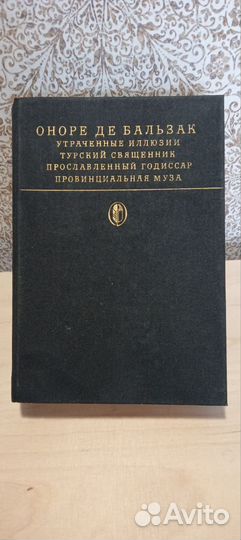 ОНОРЕ ДЕ БАЛЬЗАК
УТРАЧЕННЫЕ ИЛЛЮЗИИ
ТУРСКИЙ СВЯЩЕННИК
ПРОСЛАВЛЕННЫЙ ГОДИССАР
ПРОВИНЦИАЛЬНАЯ МУЗА
Avito